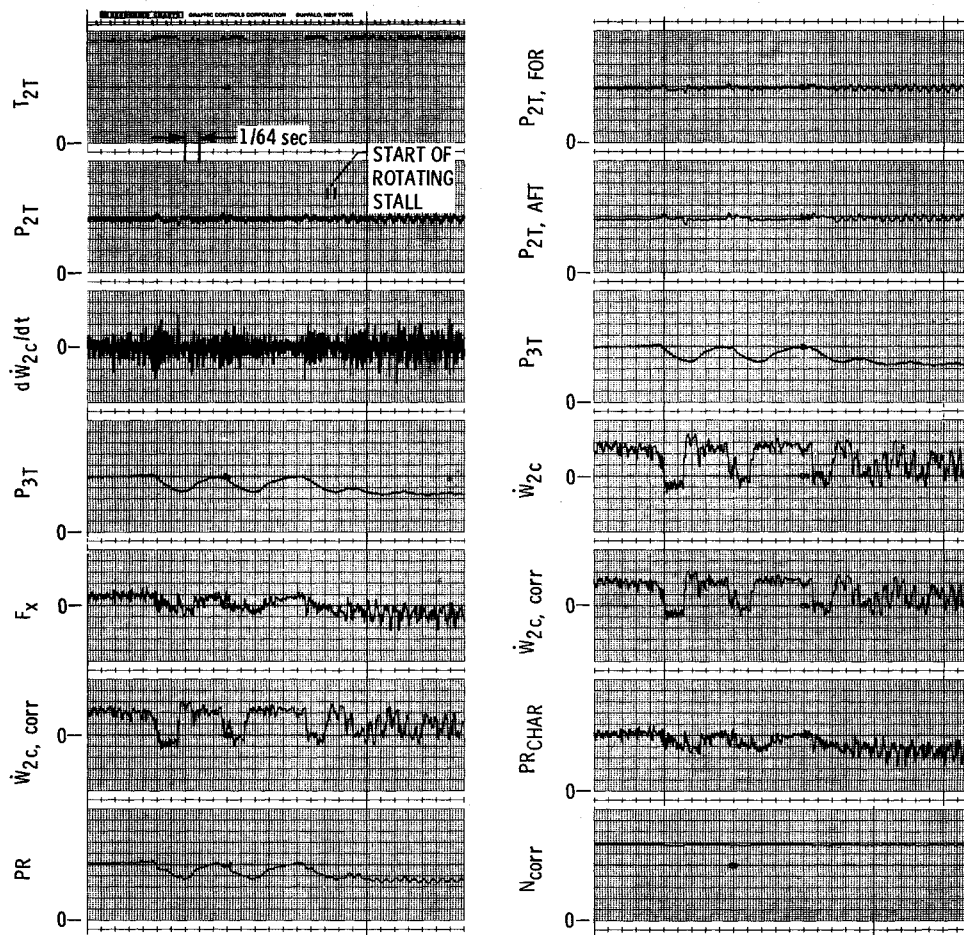 GRAPHIC CONTROLS CORPORATION BUFFALO, NEW YORK
T2T
0
1/64 sec
START OF
ROTATING
STALL
P2T
0
dẆ2c/dt
0
P3T
0
Fx
0
Ẇ2c, corr
0
PR
0
P2T, FOR
0
P2T, AFT
0
P3T
0
Ẇ2c
0
Ẇ2c, corr
0
PRCHAR
0
Ncorr
0